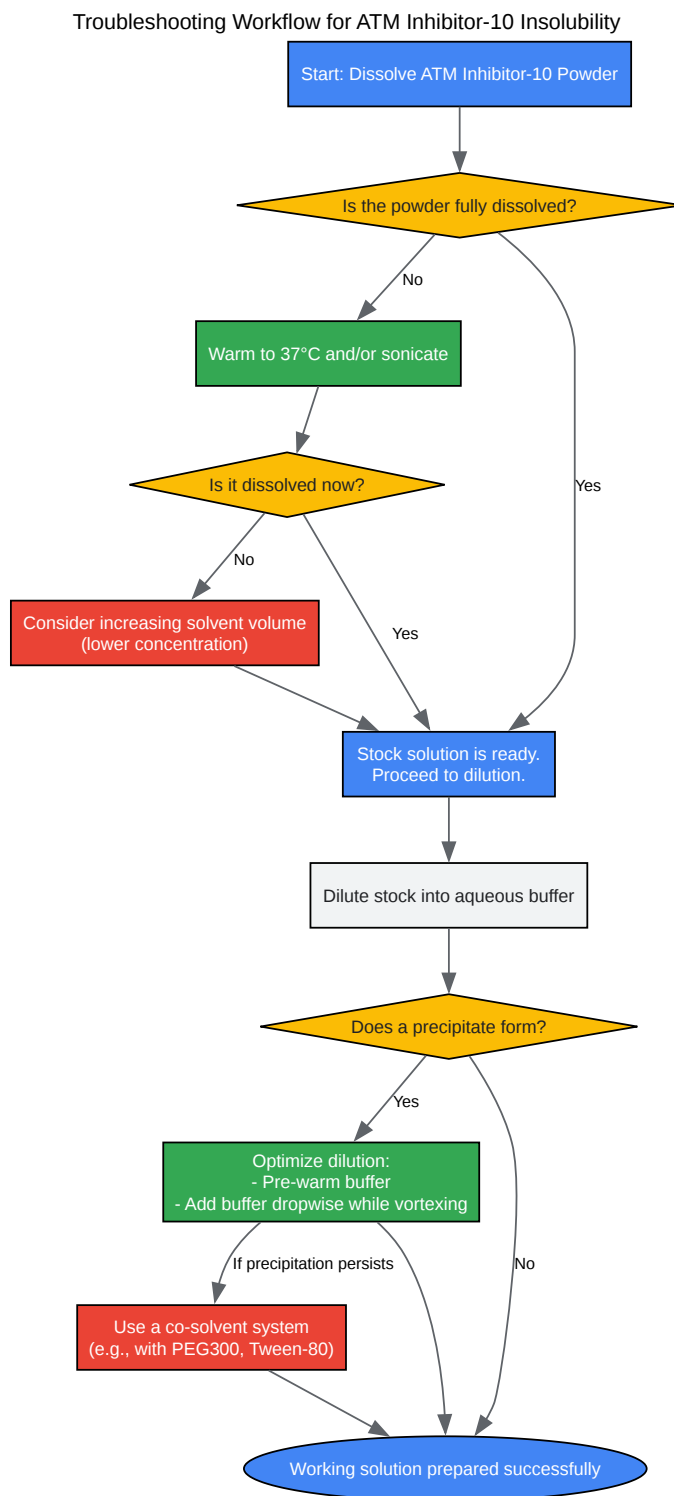 Troubleshooting Workflow for ATM Inhibitor-10 Insolubility
Start: Dissolve ATM Inhibitor-10 Powder
Is the powder fully dissolved?
No
Warm to 37°C and/or sonicate
Is it dissolved now?
Yes
No
Consider increasing solvent volume
(lower concentration)
Yes
Stock solution is ready.
Proceed to dilution.
Dilute stock into aqueous buffer
Does a precipitate form?
Yes
Optimize dilution:
- Pre-warm buffer
- Add buffer dropwise while vortexing
If precipitation persists
No
Use a co-solvent system
(e.g., with PEG300, Tween-80)
Working solution prepared successfully